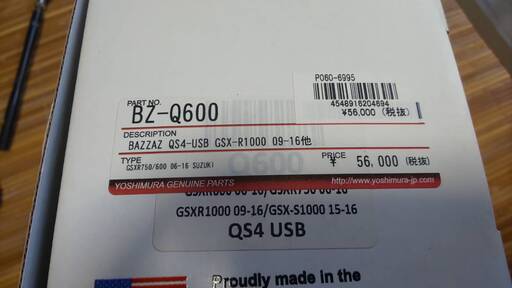 P060-6995
4548916204694
¥56,000 (税抜)
PART NO.
BZ-Q600
DESCRIPTION
BAZZAZ QS4-USB GSX-R1000 09-16他
TYPE
GSXR750/600 06-16 SUZUKI
PRICE
¥ 56,000 (税抜)
YOSHIMURA GENUINE PARTS
www.yoshimura-jp.com
GSXR1000 09-16/GSX-S1000 15-16
QS4 USB
Proudly made in the